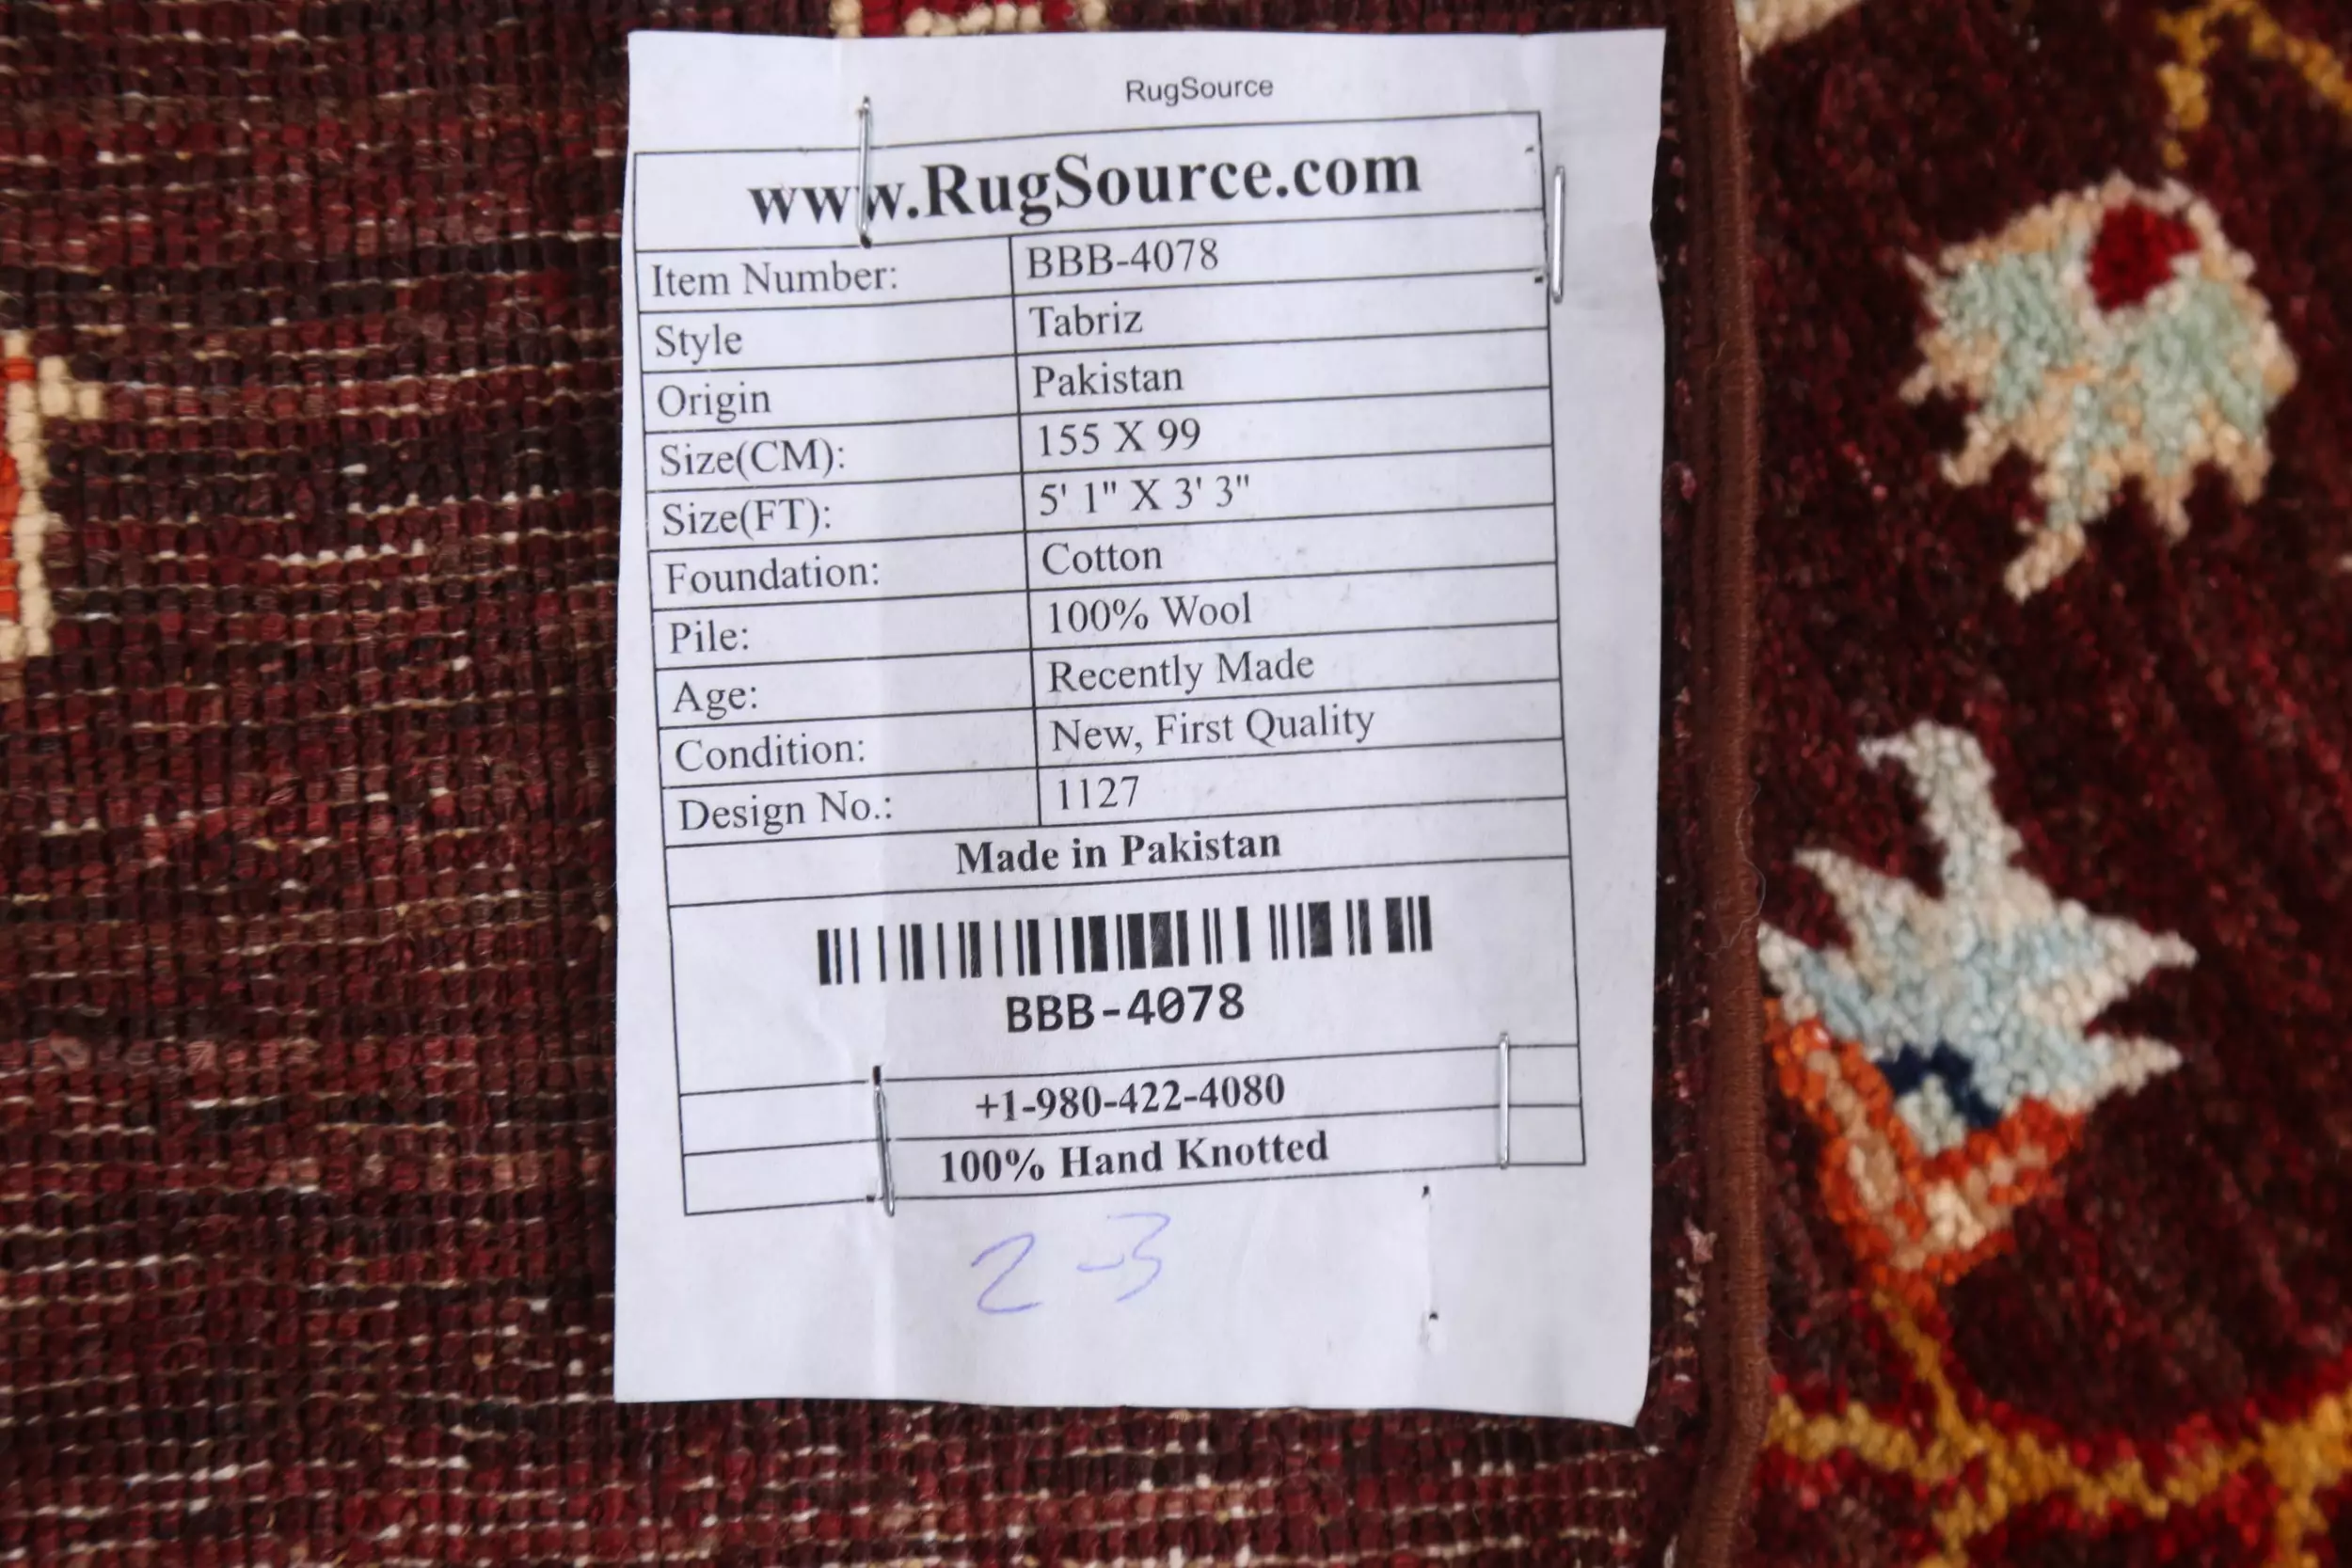 RugSource
www.RugSource.com
Item Number: BBB-4078
Style Tabriz
Origin Pakistan
Size(CM): 155 X 99
Size(FT): 5' 1" X 3' 3"
Foundation: Cotton
Pile: 100% Wool
Age: Recently Made
Condition: New, First Quality
Design No.: 1127
Made in Pakistan
BBB-4078
+1-980-422-4080
100% Hand Knotted
2-3